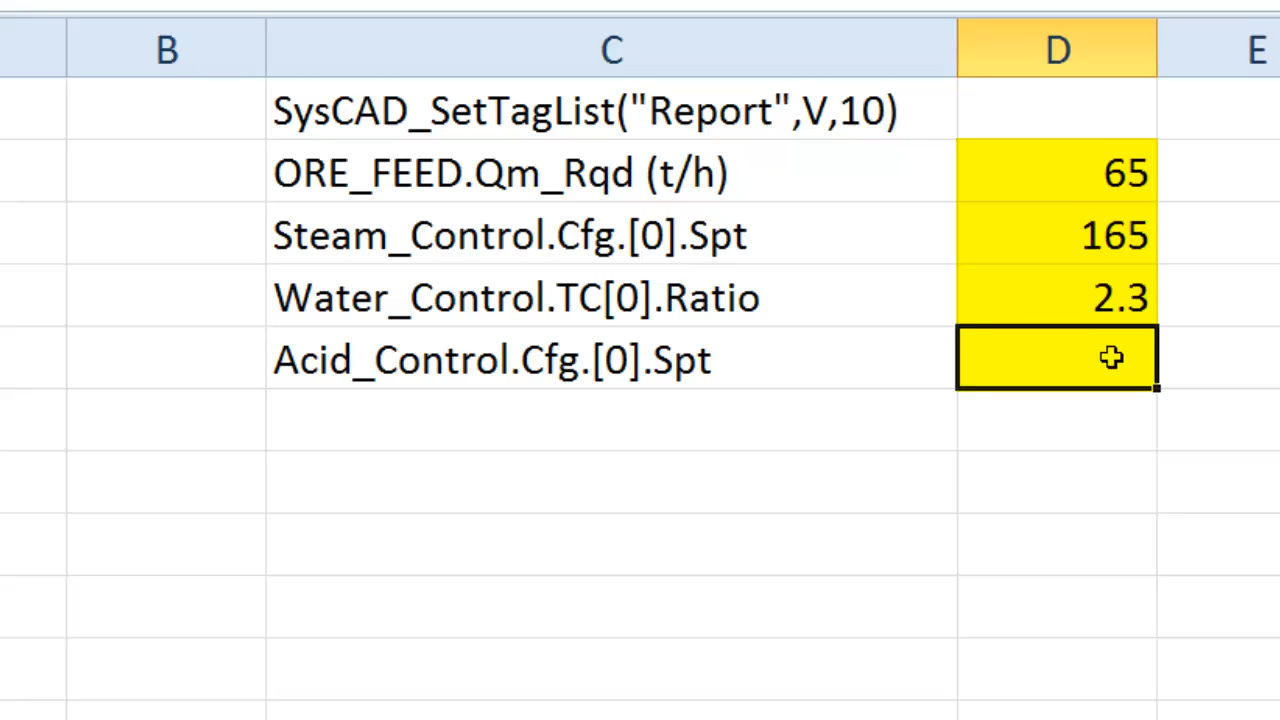 B C D E
SysCAD_SetTagList("Report",V,10)
ORE_FEED.Qm_Rqd (t/h) 65
Steam_Control.Cfg.[0].Spt 165
Water_Control.TC[0].Ratio 2.3
Acid_Control.Cfg.[0].Spt